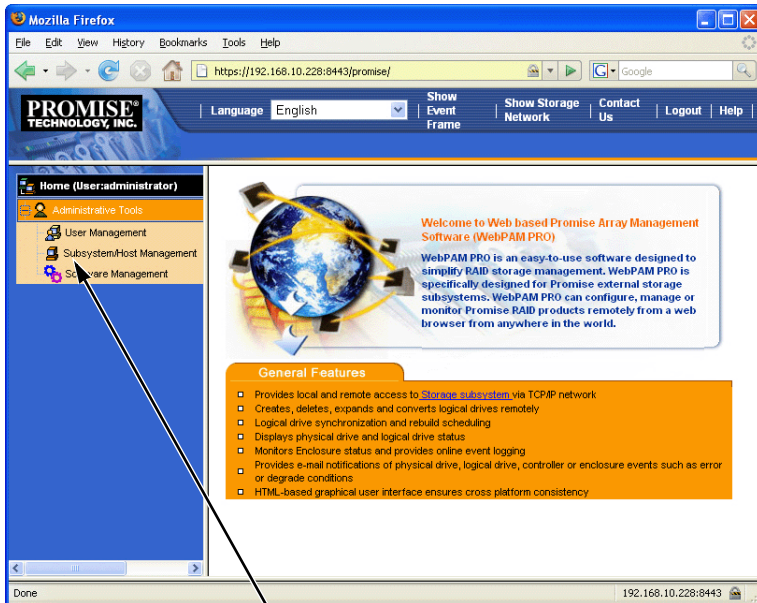 Mozilla Firefox
File Edit View History Bookmarks Tools Help
https://192.168.10.228:8443/promise/
G Google
PROMISE®
TECHNOLOGY, INC.
Language English
Show Event Frame
Show Storage Network
Contact Us
Logout
Help
Home (User:administrator)
Administrative Tools
User Management
Subsystem/Host Management
Software Management
Welcome to Web based Promise Array Management
Software (WebPAM PRO)
WebPAM PRO is an easy-to-use software designed to
simplify RAID storage management. WebPAM PRO is
specifically designed for Promise external storage
subsystems. WebPAM PRO can configure, manage or
monitor Promise RAID products remotely from a web
browser from anywhere in the world.
General Features
Provides local and remote access to Storage subsystem via TCP/IP network
Creates, deletes, expands and converts logical drives remotely
Logical drive synchronization and rebuild scheduling
Displays physical drive and logical drive status
Monitors Enclosure status and provides online event logging
Provides e-mail notifications of physical drive, logical drive, controller or enclosure events such as error
or degrade conditions
HTML-based graphical user interface ensures cross platform consistency
Done
192.168.10.228:8443